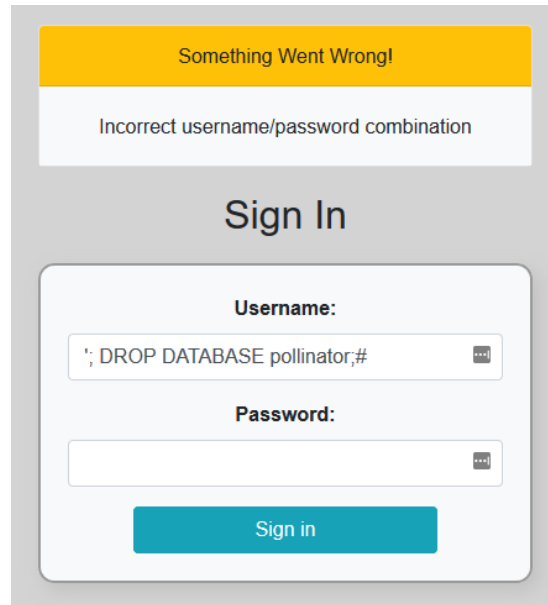 Something Went Wrong!
Incorrect username/password combination
Sign In
Username:
'; DROP DATABASE pollinator;#
Password:
Sign in